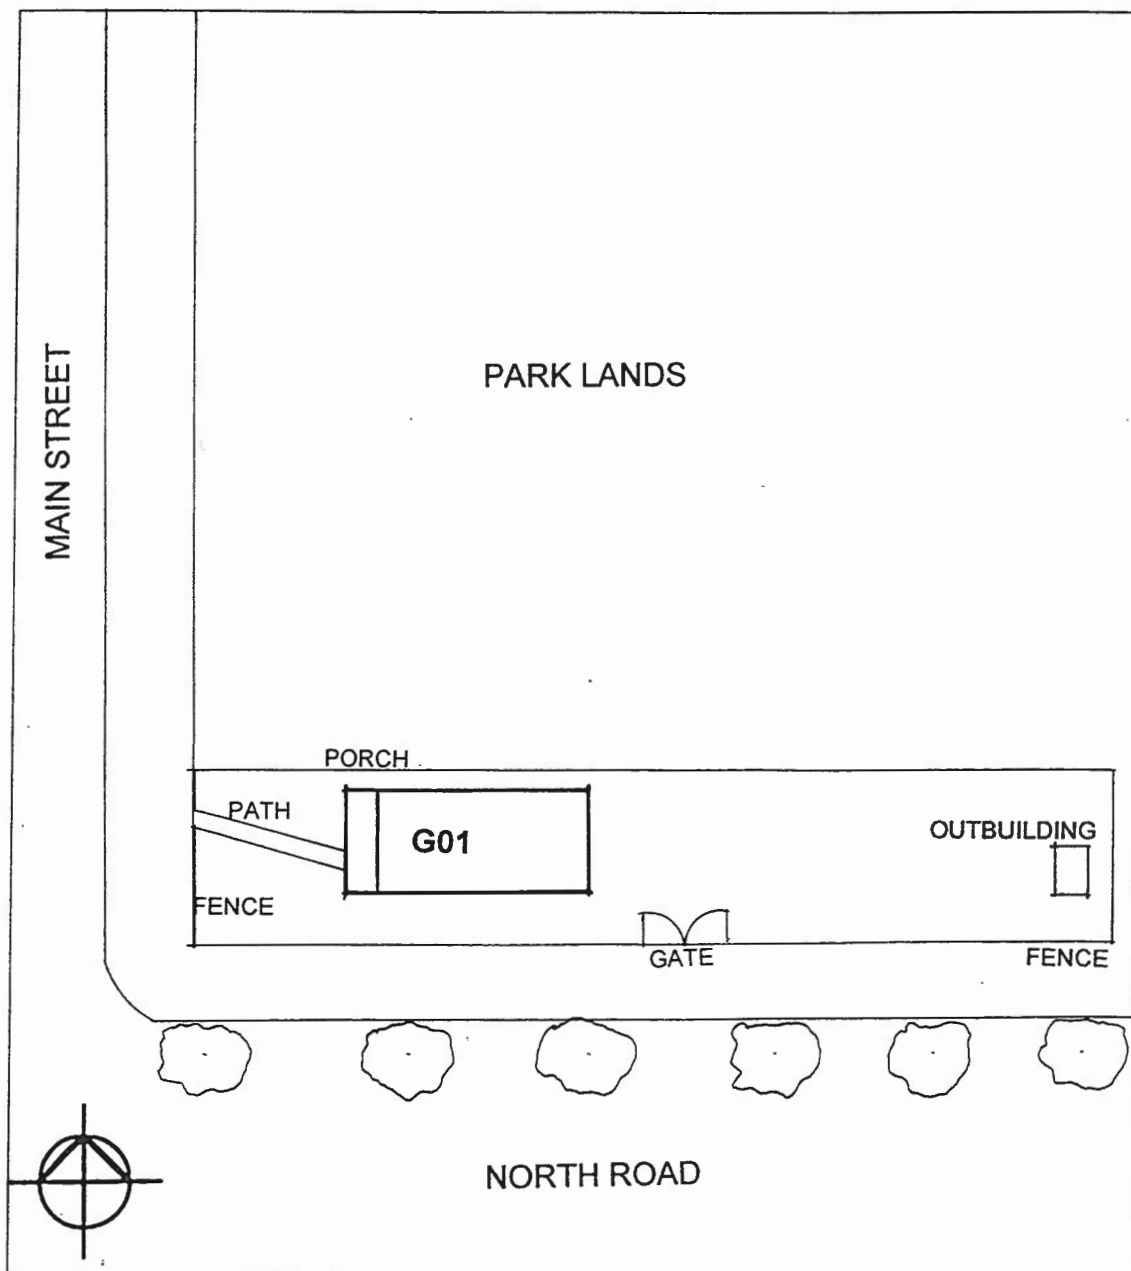 PARK LANDS
MAIN STREET
PORCH
PATH
G01
OUTBUILDING
FENCE
GATE
FENCE
NORTH ROAD